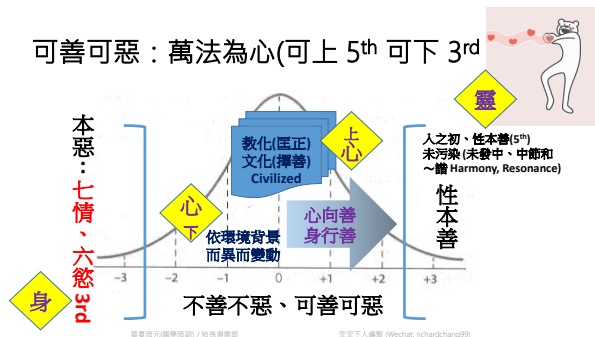 可善可惡：萬法為心(可上 5th 可下 3rd
靈
人之初、性本善(5th)
未污染 (未發中、中節和
～諧 Harmony, Resonance)
性本善
上心
教化(匡正)
文化(擇善)
Civilized
本惡：七情、六慾 3rd
心下
心向善
身行善
依環境背景
而異而變動
−3 −2 −1 0 +1 +2 +3
身
不善不惡、可善可惡
(Wechat: richardchang99)